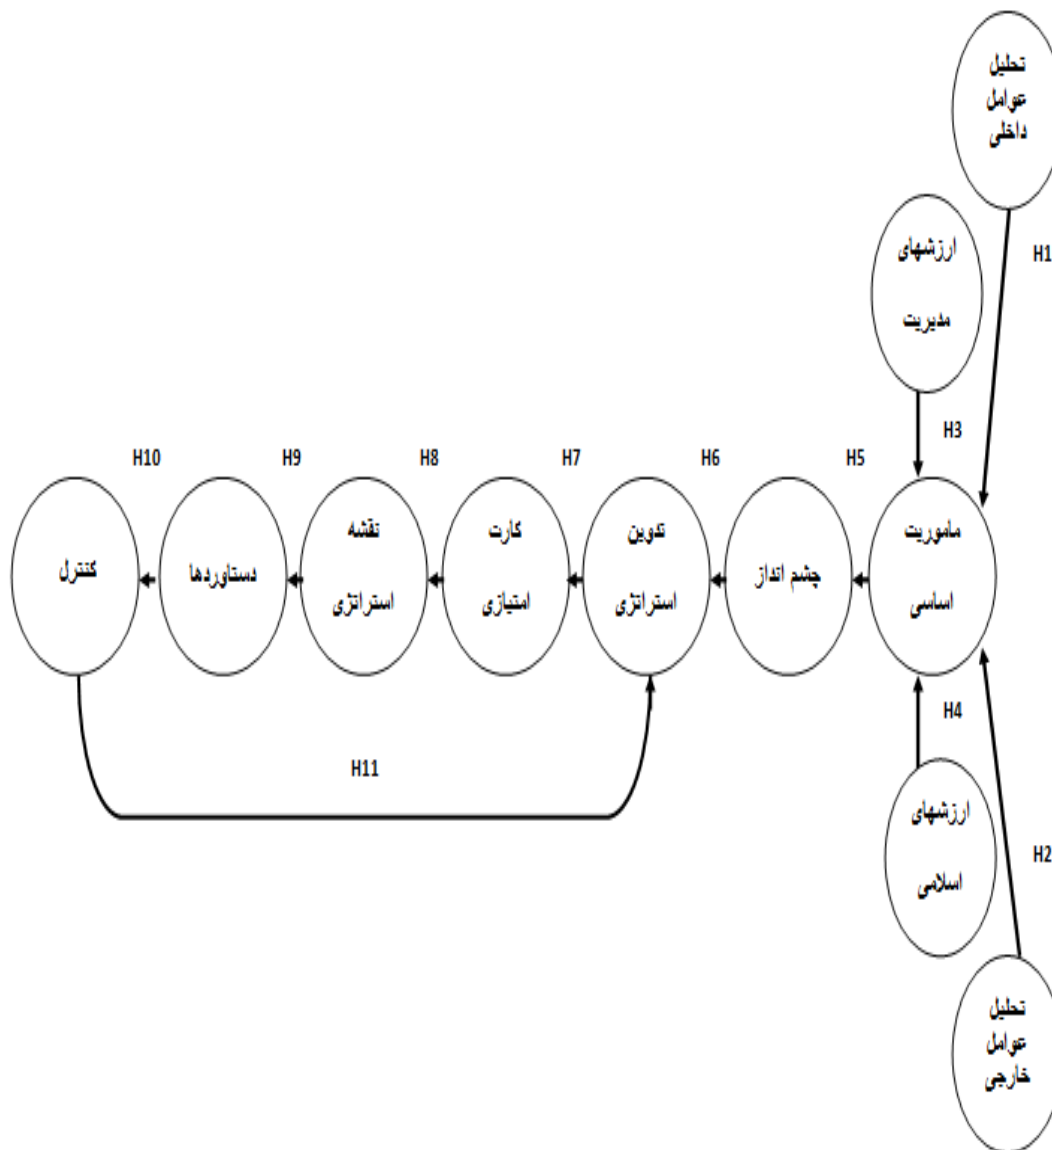 تحلیل
عوامل
داخلی
H1
ارزشهای
مدیریت
H3
H5
H6
H7
H8
H9
H10
ماموریت
اساسی
چشم انداز
تدوین
استراتژی
کارت
امتیازی
نقشه
استراتژی
دستاوردها
کنترل
H4
H11
ارزشهای
اسلامی
H2
تحلیل
عوامل
خارجی